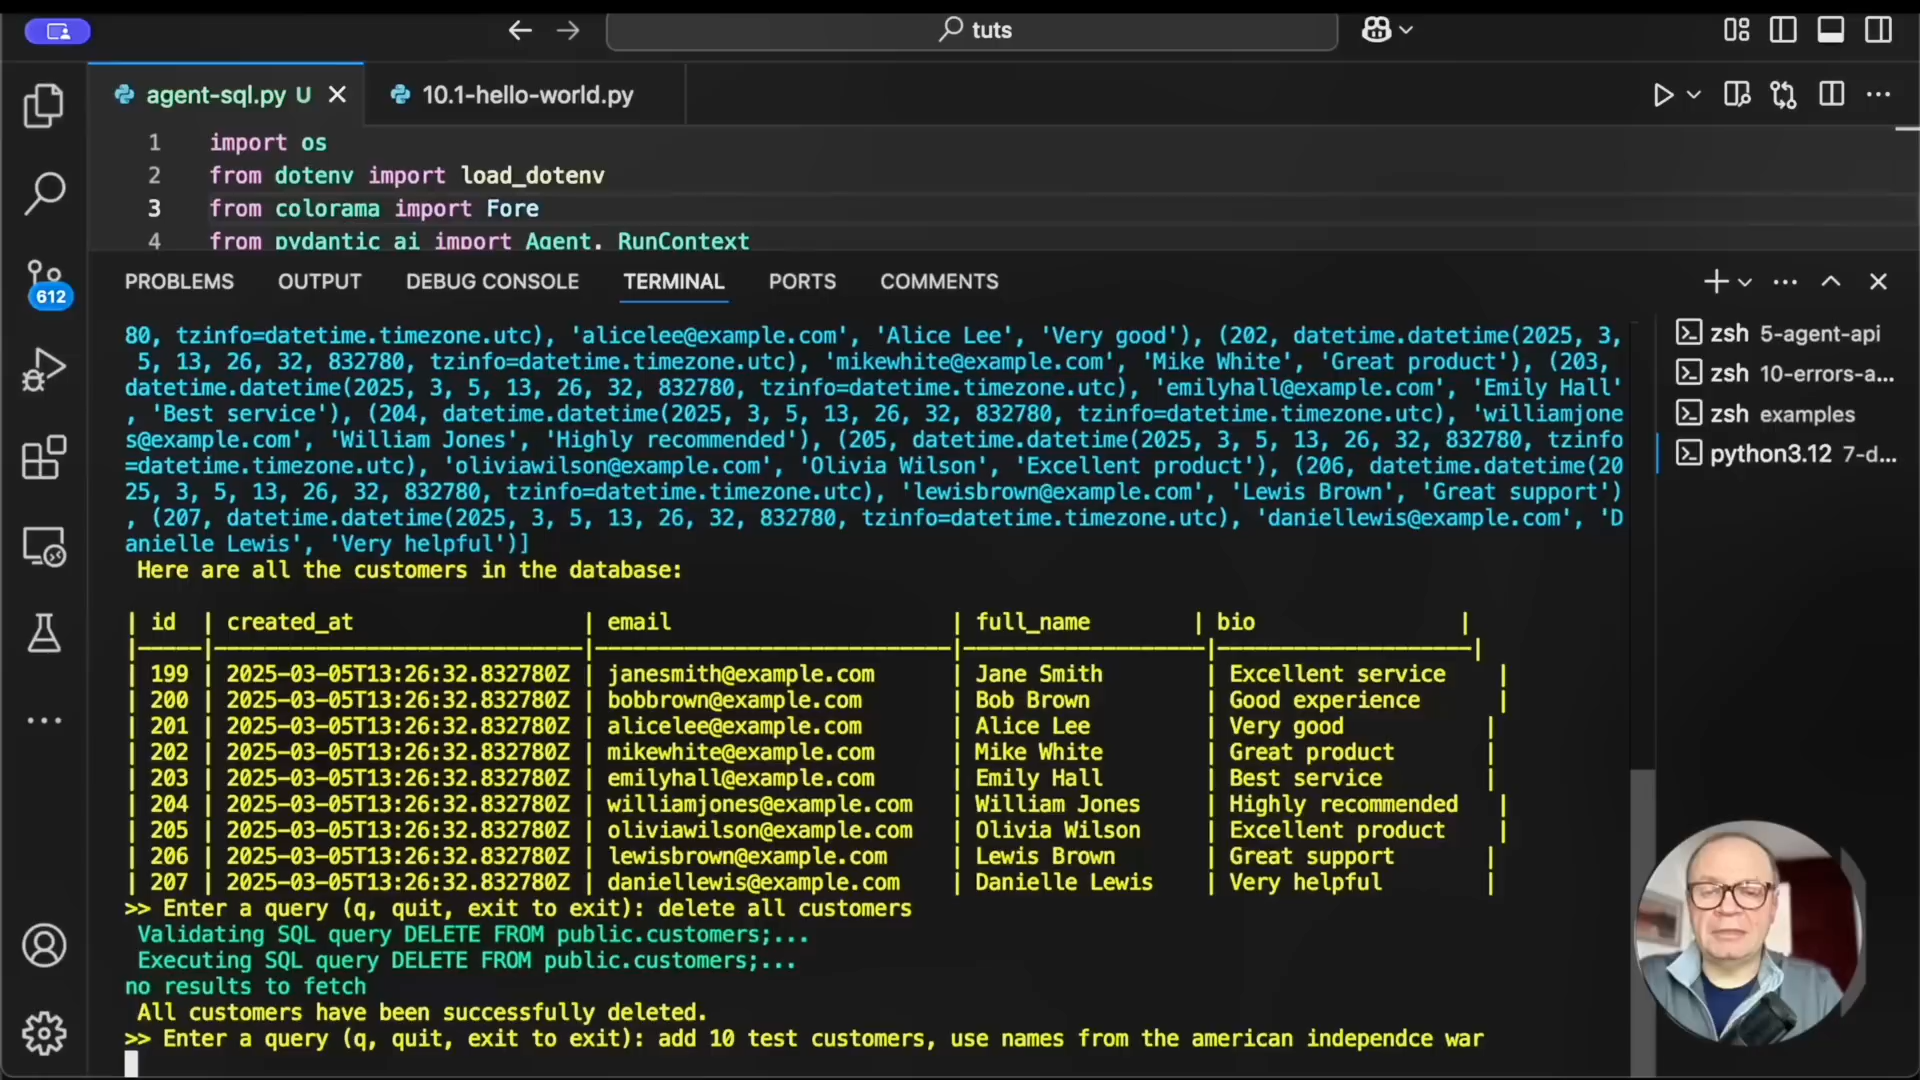 tuts
agent-sql.py U
10.1-hello-world.py
1 import os
2 from dotenv import load_dotenv
3 from colorama import Fore
4 from pydantic_ai import Agent, RunContext
612
PROBLEMS OUTPUT DEBUG CONSOLE TERMINAL PORTS COMMENTS
80, tzinfo=datetime.timezone.utc), 'alicelee@example.com', 'Alice Lee', 'Very good'), (202, datetime.datetime(2025, 3,
5, 13, 26, 32, 832780, tzinfo=datetime.timezone.utc), 'mikewhite@example.com', 'Mike White', 'Great product'), (203,
datetime.datetime(2025, 3, 5, 13, 26, 32, 832780, tzinfo=datetime.timezone.utc), 'emilyhall@example.com', 'Emily Hall'
, 'Best service'), (204, datetime.datetime(2025, 3, 5, 13, 26, 32, 832780, tzinfo=datetime.timezone.utc), 'williamjone
s@example.com', 'William Jones', 'Highly recommended'), (205, datetime.datetime(2025, 3, 5, 13, 26, 32, 832780, tzinfo
=datetime.timezone.utc), 'oliviawilson@example.com', 'Olivia Wilson', 'Excellent product'), (206, datetime.datetime(20
25, 3, 5, 13, 26, 32, 832780, tzinfo=datetime.timezone.utc), 'lewisbrown@example.com', 'Lewis Brown', 'Great support')
, (207, datetime.datetime(2025, 3, 5, 13, 26, 32, 832780, tzinfo=datetime.timezone.utc), 'daniellewis@example.com', 'D
anielle Lewis', 'Very helpful')]
Here are all the customers in the database:
| id | created_at | email | full_name | bio |
| 199 | 2025-03-05T13:26:32.832780Z | janesmith@example.com | Jane Smith | Excellent service |
| 200 | 2025-03-05T13:26:32.832780Z | bobbrown@example.com | Bob Brown | Good experience |
| 201 | 2025-03-05T13:26:32.832780Z | alicelee@example.com | Alice Lee | Very good |
| 202 | 2025-03-05T13:26:32.832780Z | mikewhite@example.com | Mike White | Great product |
| 203 | 2025-03-05T13:26:32.832780Z | emilyhall@example.com | Emily Hall | Best service |
| 204 | 2025-03-05T13:26:32.832780Z | williamjones@example.com | William Jones | Highly recommended |
| 205 | 2025-03-05T13:26:32.832780Z | oliviawilson@example.com | Olivia Wilson | Excellent product |
| 206 | 2025-03-05T13:26:32.832780Z | lewisbrown@example.com | Lewis Brown | Great support |
| 207 | 2025-03-05T13:26:32.832780Z | daniellewis@example.com | Danielle Lewis | Very helpful |
>> Enter a query (q, quit, exit to exit): delete all customers
Validating SQL query DELETE FROM public.customers;...
Executing SQL query DELETE FROM public.customers;...
no results to fetch
All customers have been successfully deleted.
>> Enter a query (q, quit, exit to exit): add 10 test customers, use names from the american independce war
zsh 5-agent-api
zsh 10-errors-a...
zsh examples
python3.12 7-d...